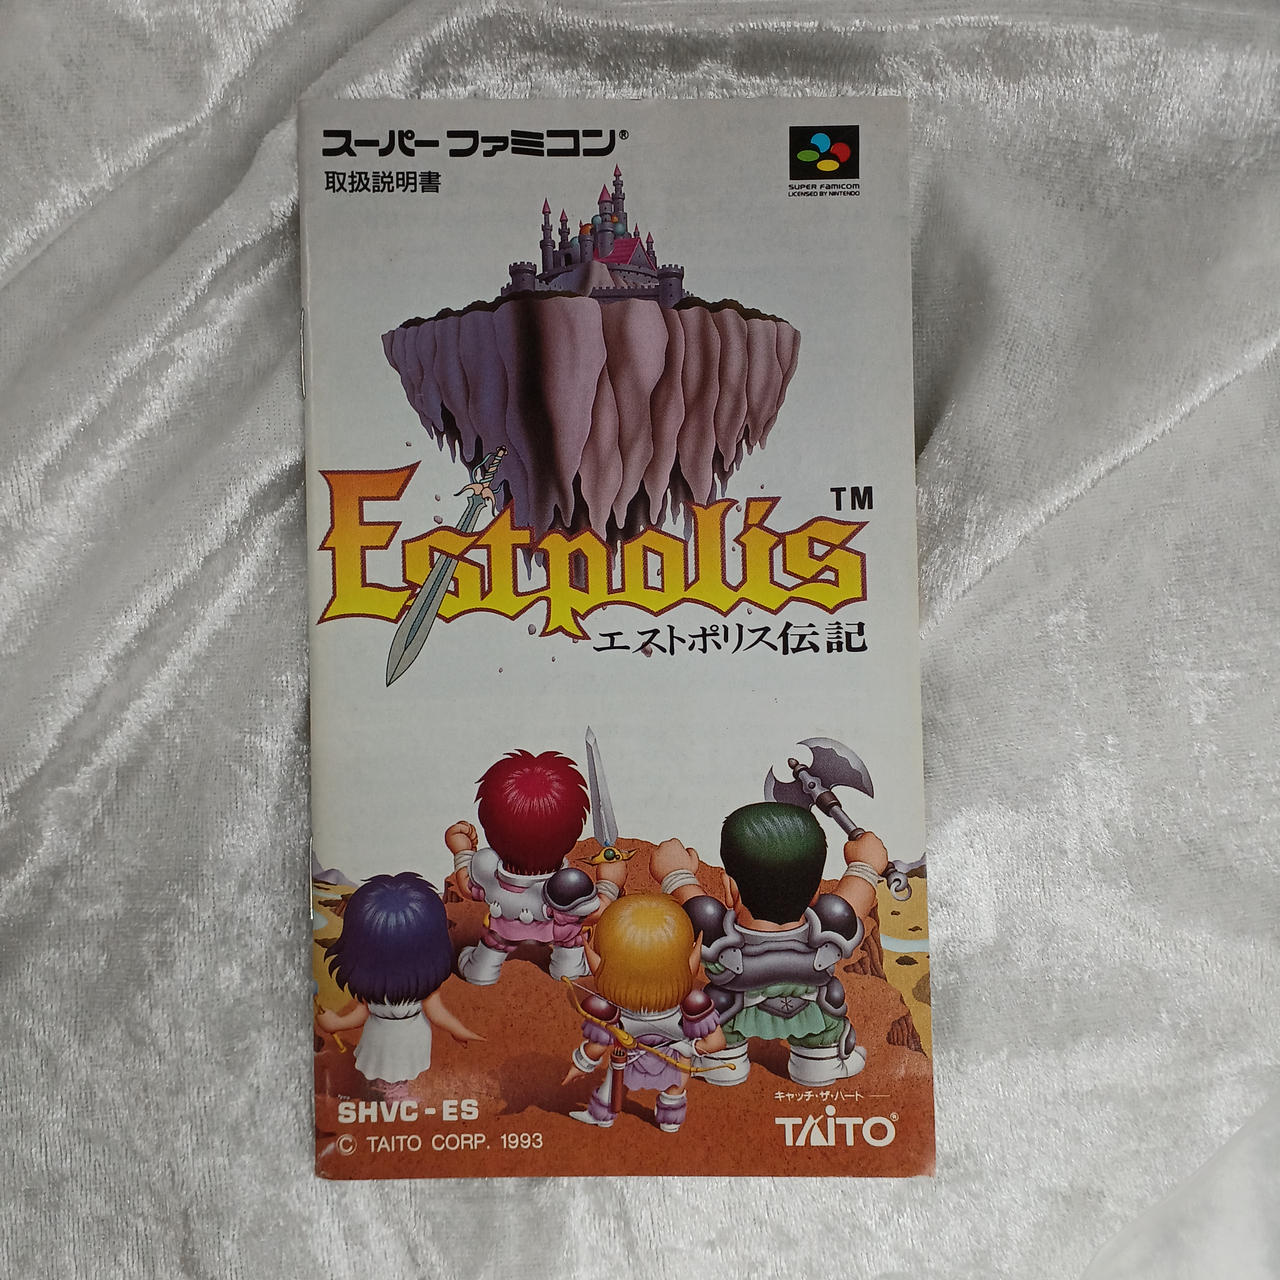 スーパーファミコン®
取扱説明書
SUPER FAMICOM
LICENSED BY NINTENDO
Estpolis™
エストポリス伝記
SHVC-ES
© TAITO CORP. 1993
キャッチ・ザ・ハート
TAITO®